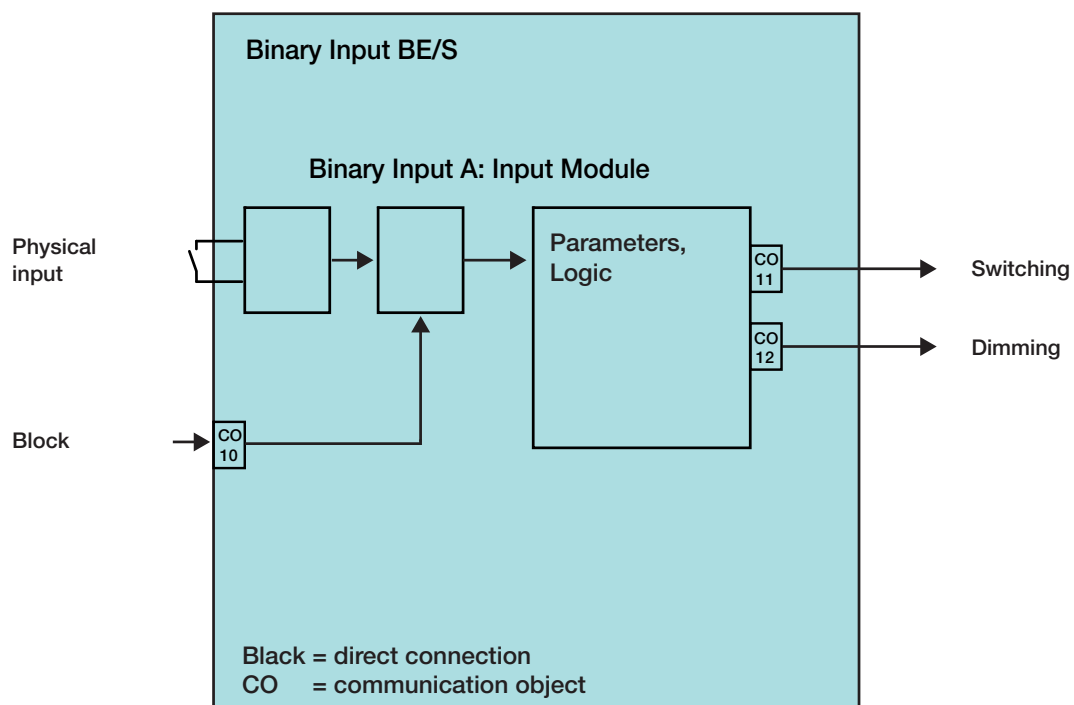 Binary Input BE/S
Binary Input A: Input Module
Physical
input
Parameters,
Logic
CO
11
Switching
CO
12
Dimming
Block
CO
10
Black = direct connection
CO = communication object